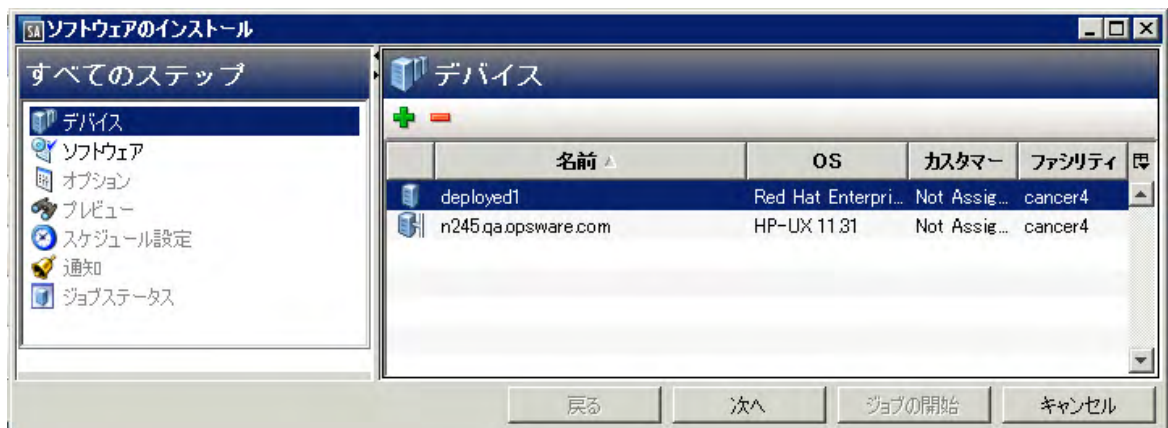 SA ソフトウェアのインストール
すべてのステップ
デバイス
ソフトウェア
オプション
プレビュー
スケジュール設定
通知
ジョブステータス
デバイス
名前 OS カスタマー ファシリティ
deployed1 Red Hat Enterpri... Not Assig... cancer4
n245.qa.opsware.com HP-UX 11.31 Not Assig... cancer4
戻る 次へ ジョブの開始 キャンセル